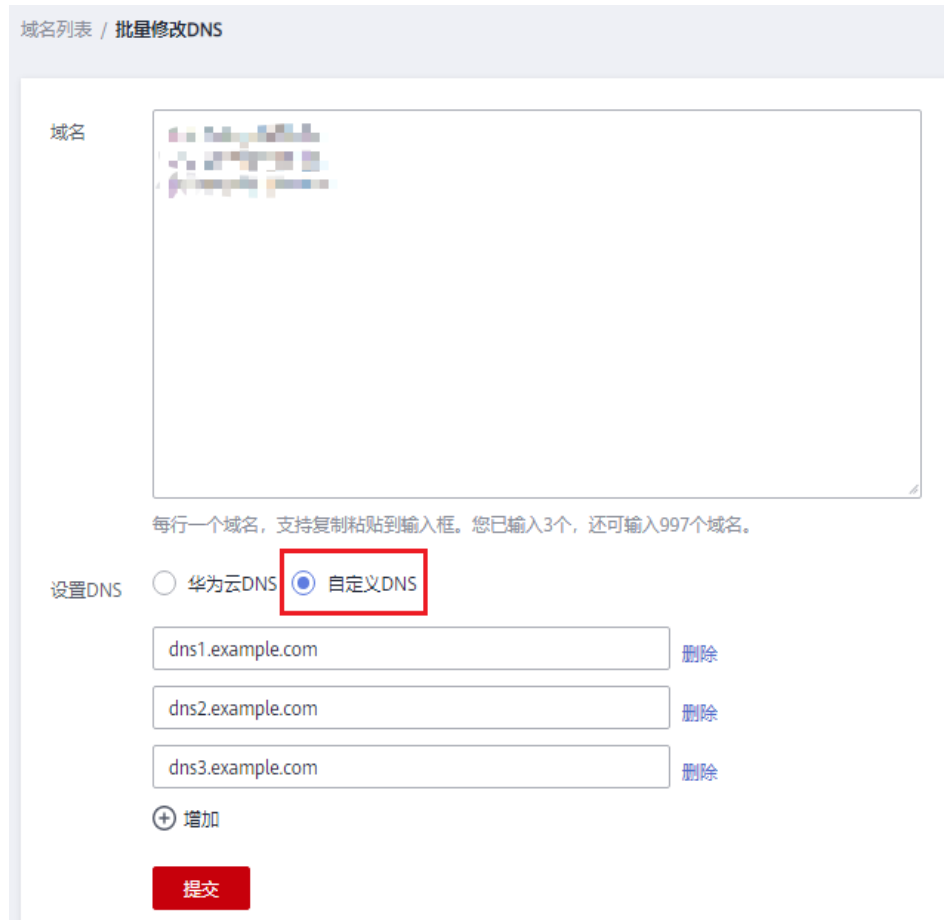 域名列表 / 批量修改DNS
域名
每行一个域名，支持复制粘贴到输入框。您已输入3个，还可输入997个域名。
设置DNS 华为云DNS 自定义DNS
dns1.example.com 删除
dns2.example.com 删除
dns3.example.com 删除
增加
提交